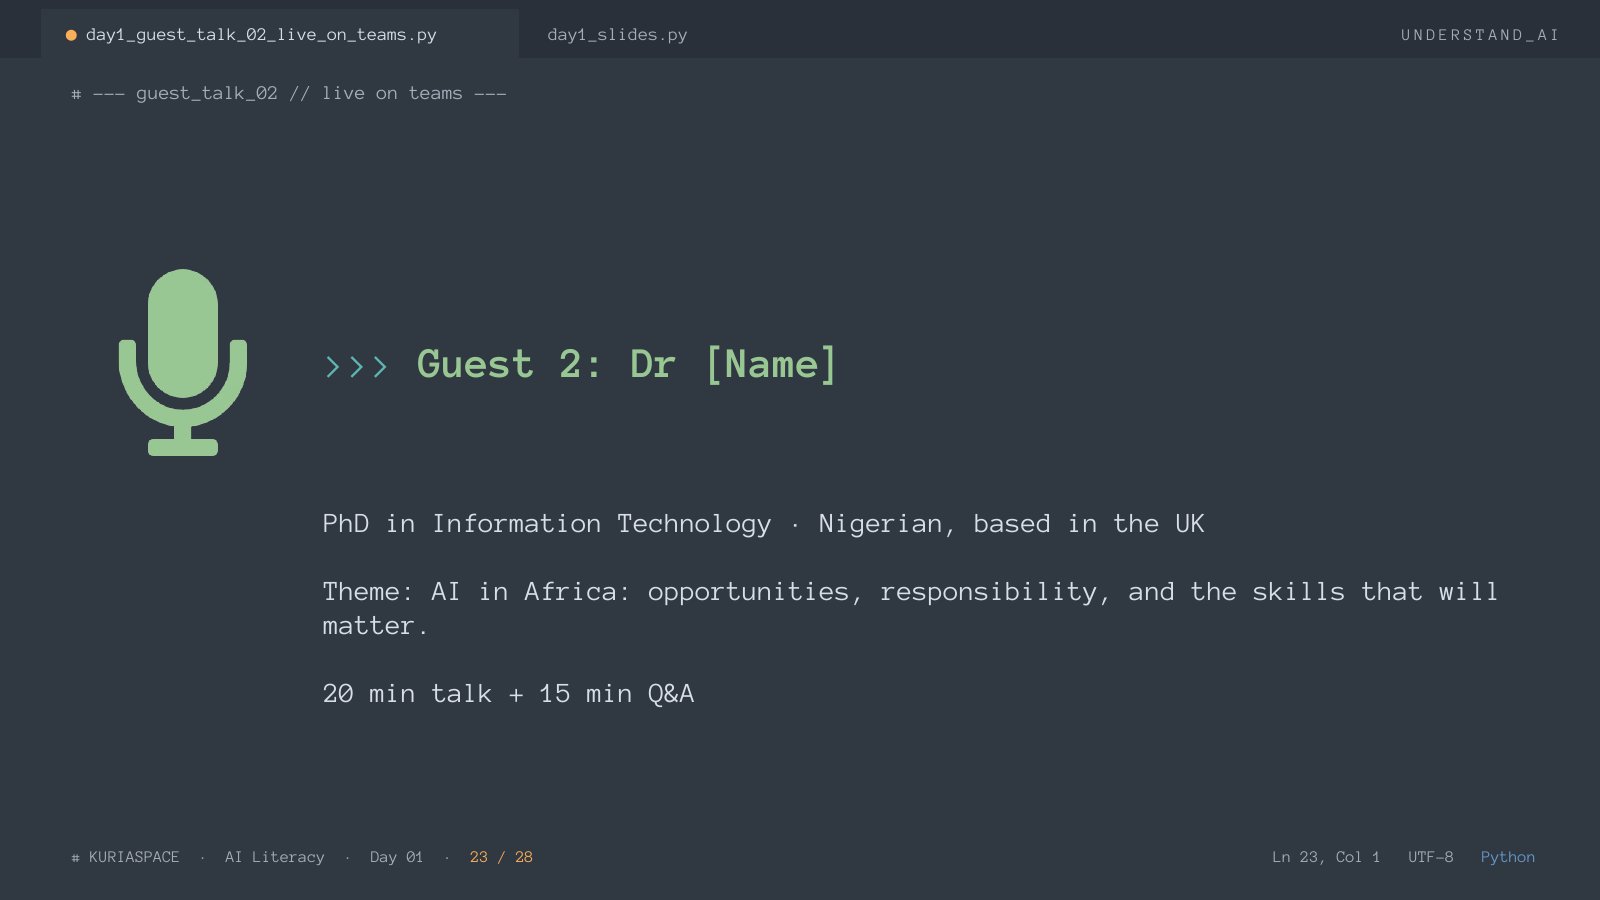 day1_guest_talk_02_live_on_teams.py
day1_slides.py
UNDERSTAND_AI
# --- guest_talk_02 // live on teams ---
>>> Guest 2: Dr [Name]
PhD in Information Technology · Nigerian, based in the UK
Theme: AI in Africa: opportunities, responsibility, and the skills that will
matter.
20 min talk + 15 min Q&A
# KURIASPACE · AI Literacy · Day 01 · 23 / 28
Ln 23, Col 1 UTF-8 Python